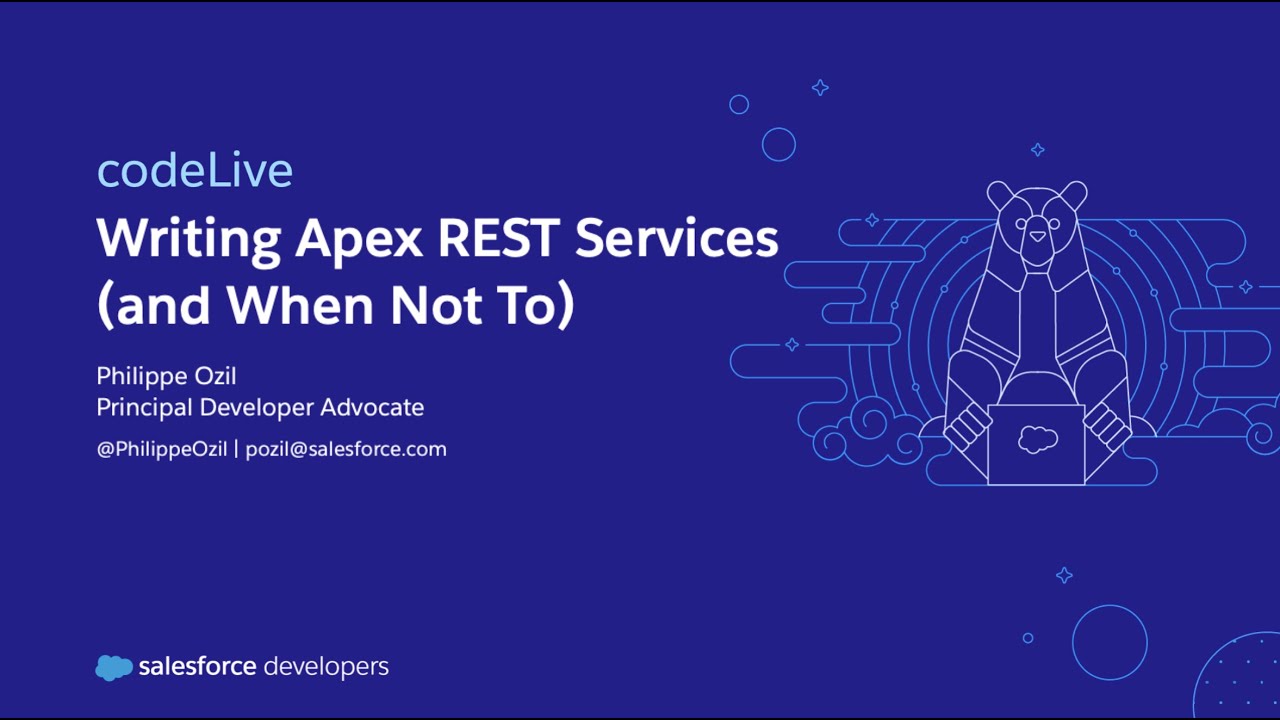 codeLive
Writing Apex REST Services
(and When Not To)
Philippe Ozil
Principal Developer Advocate
@PhilippeOzil | pozil@salesforce.com
salesforce developers